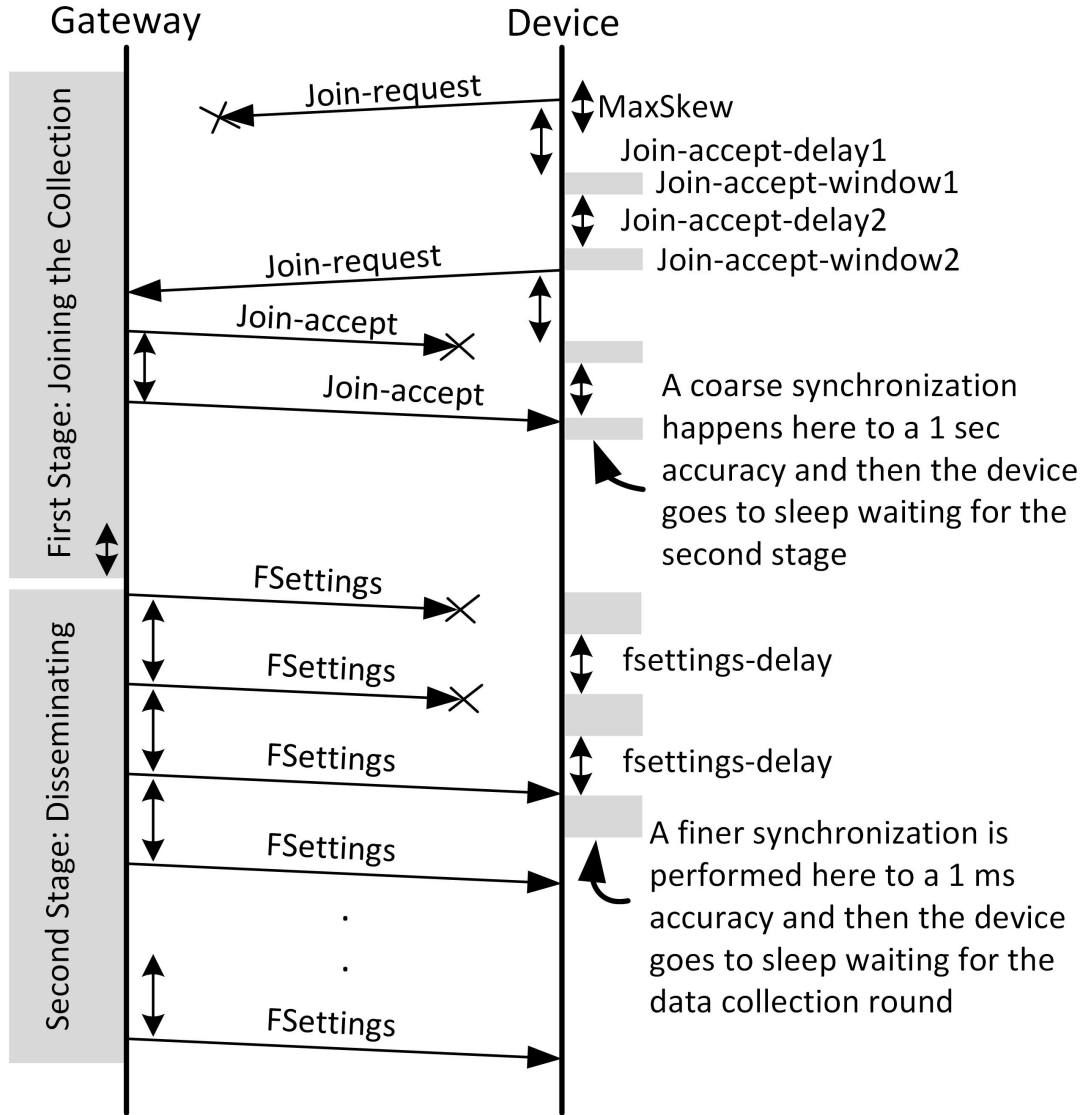 Gateway
Device
First Stage: Joining the Collection
Join-request
MaxSkew
Join-accept-delay1
Join-accept-window1
Join-accept-delay2
Join-request
Join-accept-window2
Join-accept
Join-accept
A coarse synchronization
happens here to a 1 sec
accuracy and then the device
goes to sleep waiting for the
second stage
Second Stage: Disseminating
FSettings
FSettings
fsettings-delay
FSettings
fsettings-delay
FSettings
A finer synchronization is
performed here to a 1 ms
accuracy and then the device
goes to sleep waiting for the
data collection round
.
.
FSettings